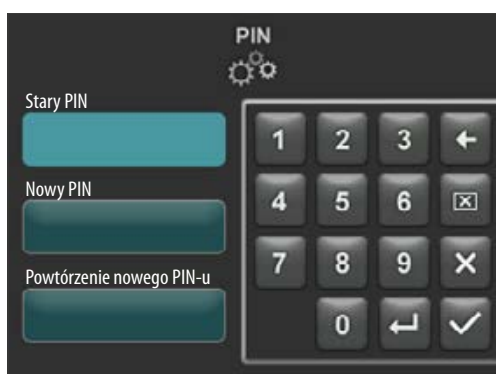 PIN
Stary PIN
Nowy PIN
Powtórzenie nowego PIN-u
1 2 3
4 5 6
7 8 9
0